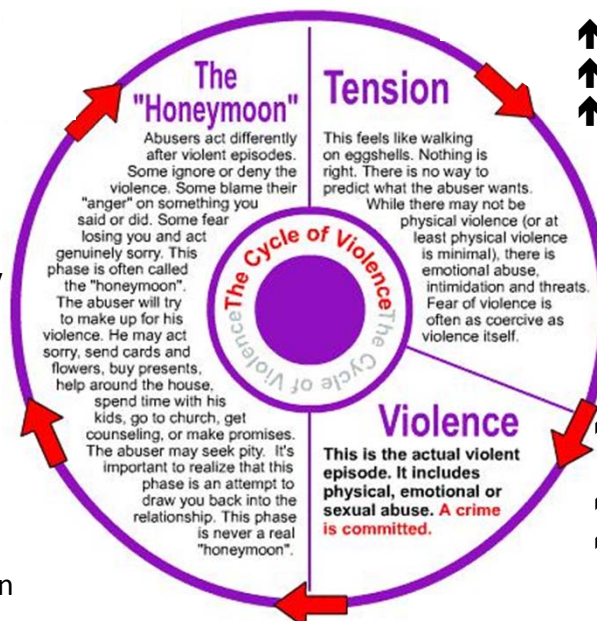 The
"Honeymoon"
Abusers act differently
after violent episodes.
Some ignore or deny the
violence. Some blame their
"anger" on something you
said or did. Some fear
losing you and act
genuinely sorry. This
phase is often called
the "honeymoon".
The abuser will try
to make up for his
violence. He may act
sorry, send cards and
flowers, buy presents,
help around the house,
spend time with his
kids, go to church, get
counseling, or make promises.
The abuser may seek pity. It's
important to realize that this
phase is an attempt to
draw you back into the
relationship. This phase
is never a real
"honeymoon".
Tension
This feels like walking
on eggshells. Nothing is
right. There is no way to
predict what the abuser wants.
While there may not be
physical violence (or at
least physical violence
is minimal), there is
emotional abuse,
intimidation and threats.
Fear of violence is
often as coercive as
violence itself.
The Cycle of Violence
The Cycle of Violence
Violence
This is the actual violent
episode. It includes
physical, emotional or
sexual abuse. A crime
is committed.